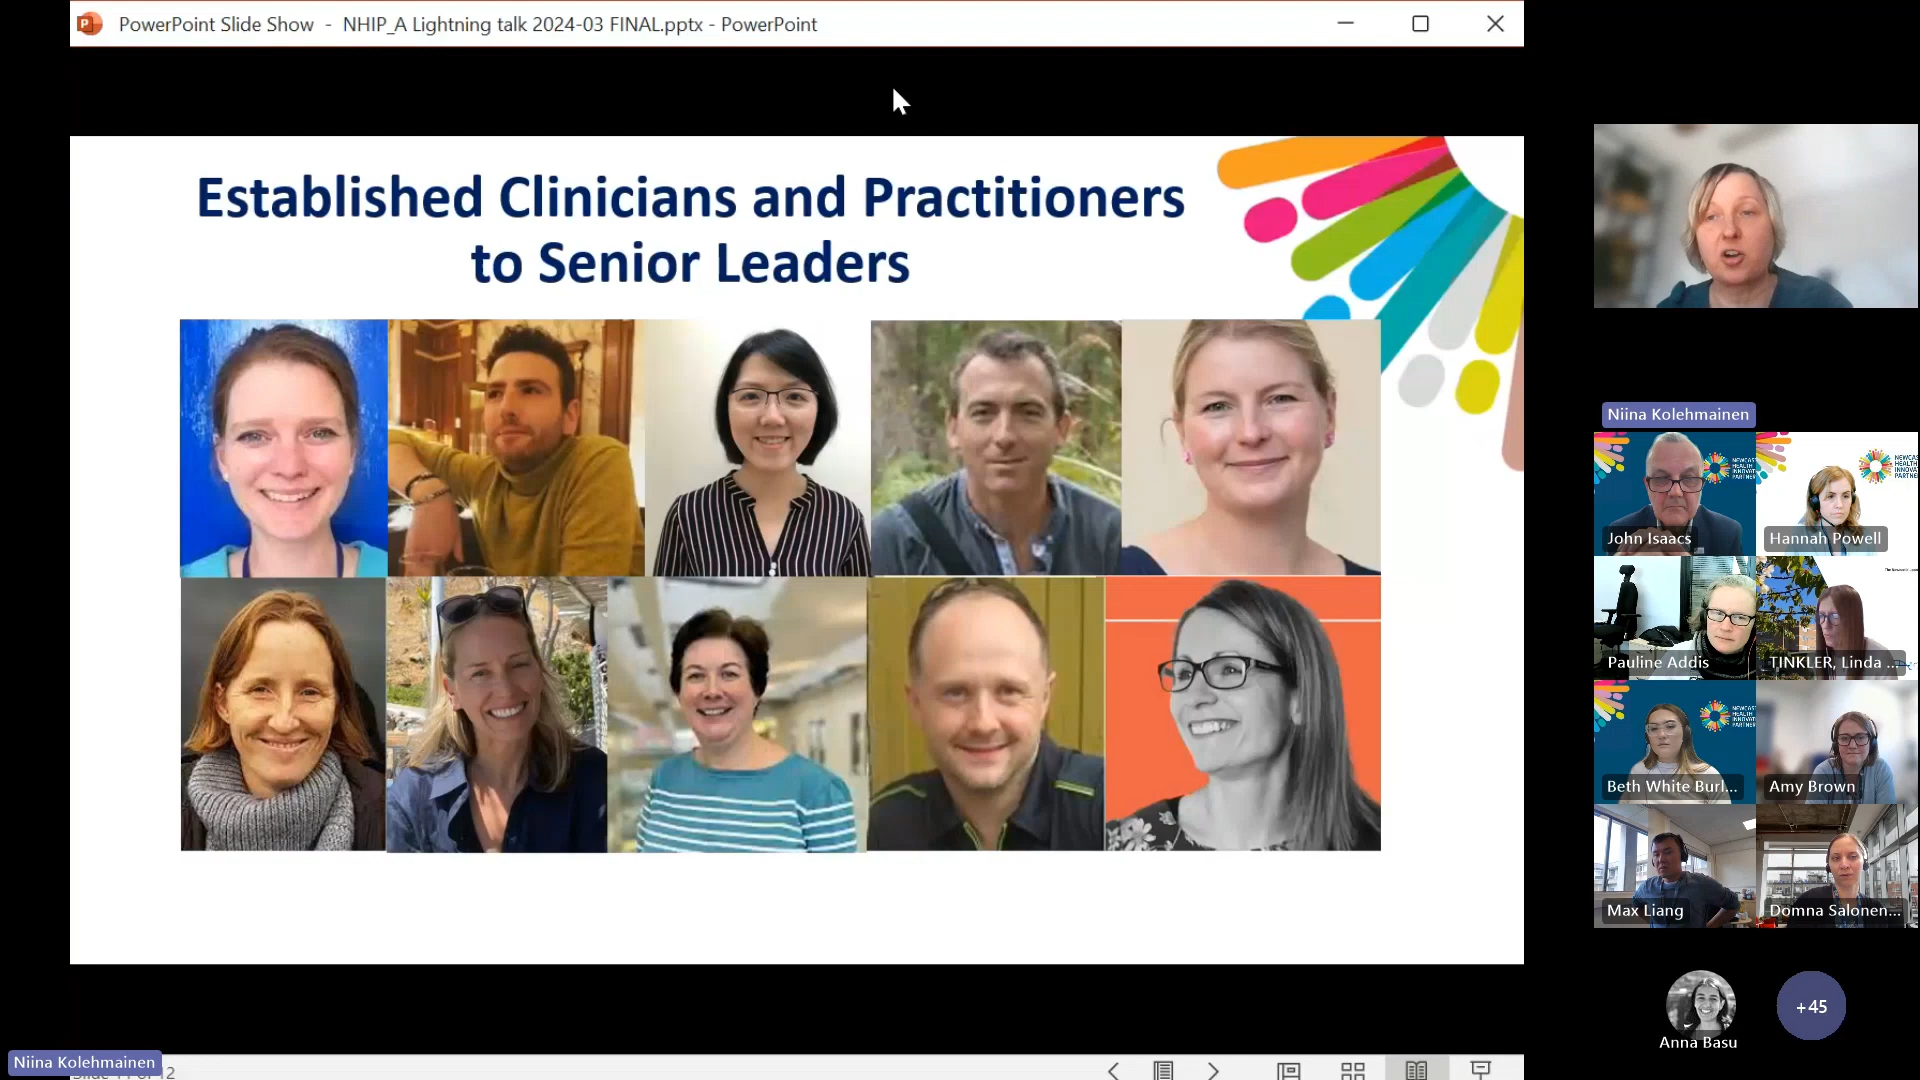 PowerPoint Slide Show - NHIP_A Lightning talk 2024-03 FINAL.pptx - PowerPoint
Established Clinicians and Practitioners
to Senior Leaders
Niina Kolehmainen
John Isaacs
Hannah Powell
Pauline Addis
TINKLER, Linda ...
Beth White Burl...
Amy Brown
Max Liang
Domna Salonen...
Anna Basu
+45
Niina Kolehmainen